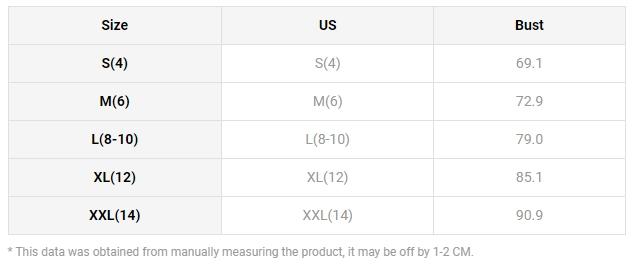 Size US Bust
S(4) S(4) 69.1
M(6) M(6) 72.9
L(8-10) L(8-10) 79.0
XL(12) XL(12) 85.1
XXL(14) XXL(14) 90.9
* This data was obtained from manually measuring the product, it may be off by 1-2 CM.